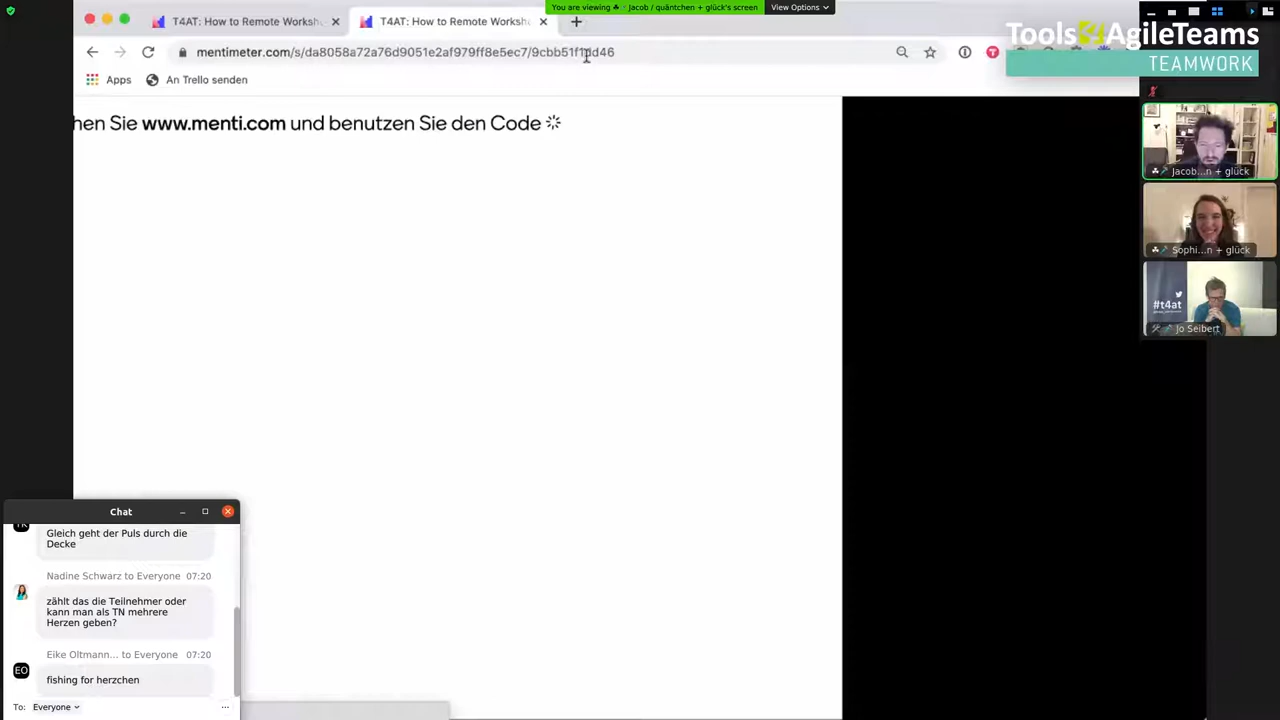 You are viewing Jacob / quäntchen + glück's screen
View Options
T4AT: How to Remote Worksho
T4AT: How to Remote Worksho
mentimeter.com/s/da8058a72a76d9051e2af979ff8e5ec7/9cbb51f1dd46
Apps
An Trello senden
Tools4AgileTeams
TEAMWORK
hen Sie www.menti.com und benutzen Sie den Code
Jacob...n + glück
Sophi...n + glück
#t4at
Jo Seibert
Chat
Gleich geht der Puls durch die
Decke
Nadine Schwarz to Everyone 07:20
zählt das die Teilnehmer oder
kann man als TN mehrere
Herzen geben?
Eike Oltmann... to Everyone 07:20
EO
fishing for herzchen
To: Everyone